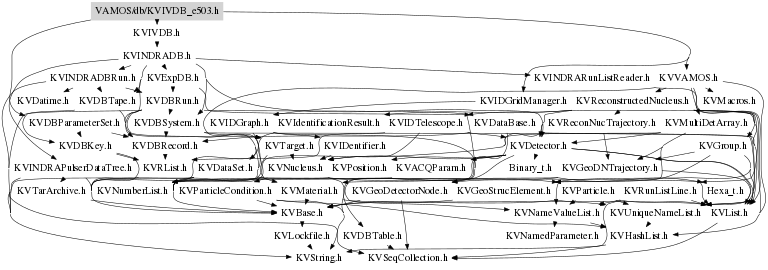 VAMOS/db/KVIVDB_e503.h
KVIVDB.h
KVINDRADB.h
KVINDRADBRun.h KVExpDB.h KVINDRARunListReader.h KVVAMOS.h
KVDatime.h KVDBTape.h KVDBRun.h KVIDGridManager.h KVReconstructedNucleus.h KVMacros.h
KVDBParameterSet.h KVDBSystem.h KVIDGraph.h KVIdentificationResult.h KVIDTelescope.h KVDataBase.h KVReconNucTrajectory.h KVMultiDetArray.h
KVDBKey.h KVDBRecord.h KVTarget.h KVIDentifier.h KVDetector.h KVGroup.h
KVINDRAPulserDataTree.h KVRList.h KVDataSet.h KVNucleus.h KVPosition.h KVACQParam.h Binary_t.h KVGeoDNTrajectory.h
KVTarArchive.h KVNumberList.h KVParticleCondition.h KVMaterial.h KVGeoDetectorNode.h KVGeoStrucElement.h KVParticle.h KVRunListLine.h Hexa_t.h
KVBase.h KVNameValueList.h KVUniqueNameList.h KVList.h
KVLockfile.h KVDBTable.h KVNamedParameter.h KVHashList.h
KVString.h KVSeqCollection.h